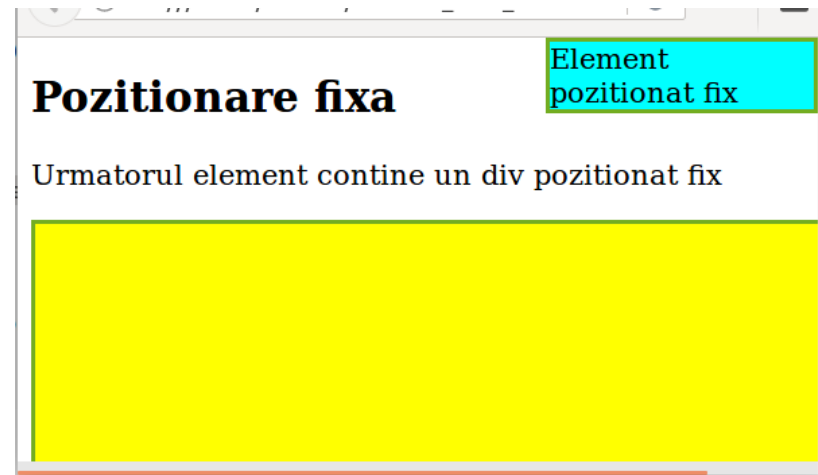 Element
pozitionat fix
Pozitionare fixa
Urmatorul element contine un div pozitionat fix